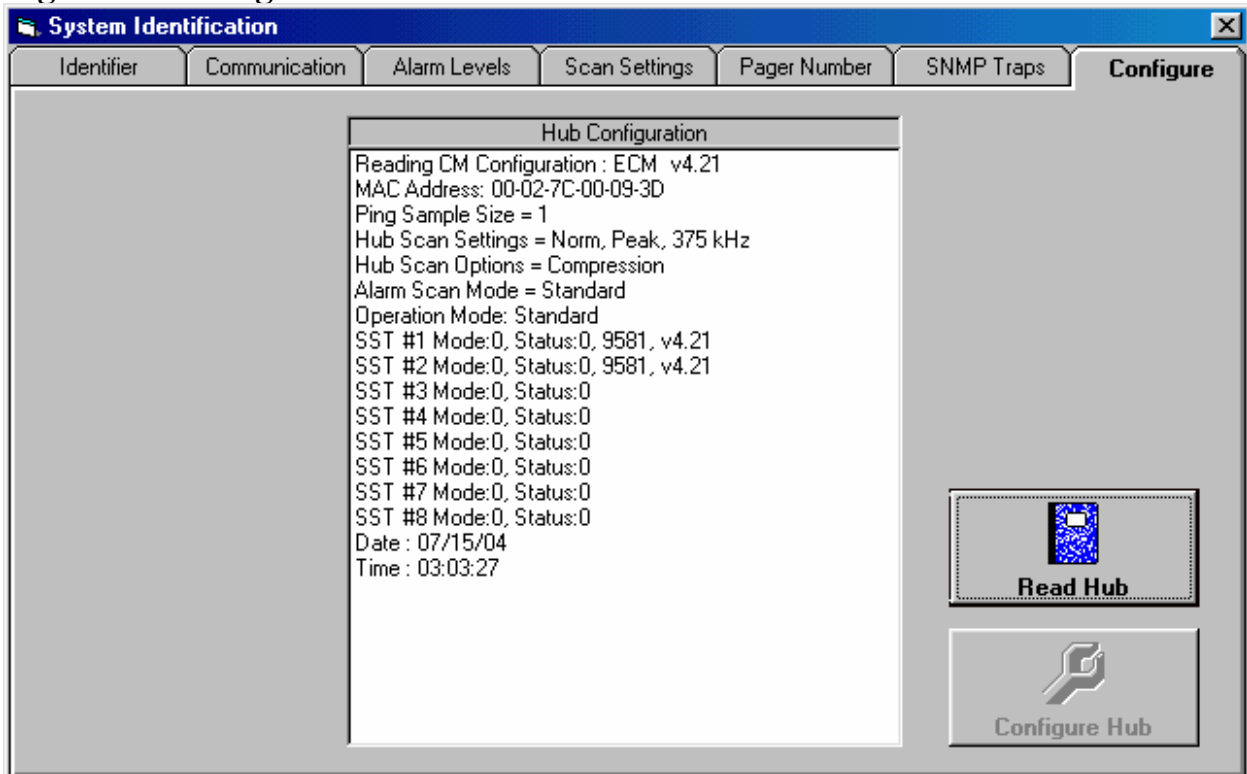 System Identification
Identifier
Communication
Alarm Levels
Scan Settings
Pager Number
SNMP Traps
Configure
Hub Configuration
Reading CM Configuration : ECM v4.21
MAC Address: 00-02-7C-00-09-3D
Ping Sample Size = 1
Hub Scan Settings = Norm, Peak, 375 kHz
Hub Scan Options = Compression
Alarm Scan Mode = Standard
Operation Mode: Standard
SST #1 Mode:0, Status:0, 9581, v4.21
SST #2 Mode:0, Status:0, 9581, v4.21
SST #3 Mode:0, Status:0
SST #4 Mode:0, Status:0
SST #5 Mode:0, Status:0
SST #6 Mode:0, Status:0
SST #7 Mode:0, Status:0
SST #8 Mode:0, Status:0
Date : 07/15/04
Time : 03:03:27
Read Hub
Configure Hub